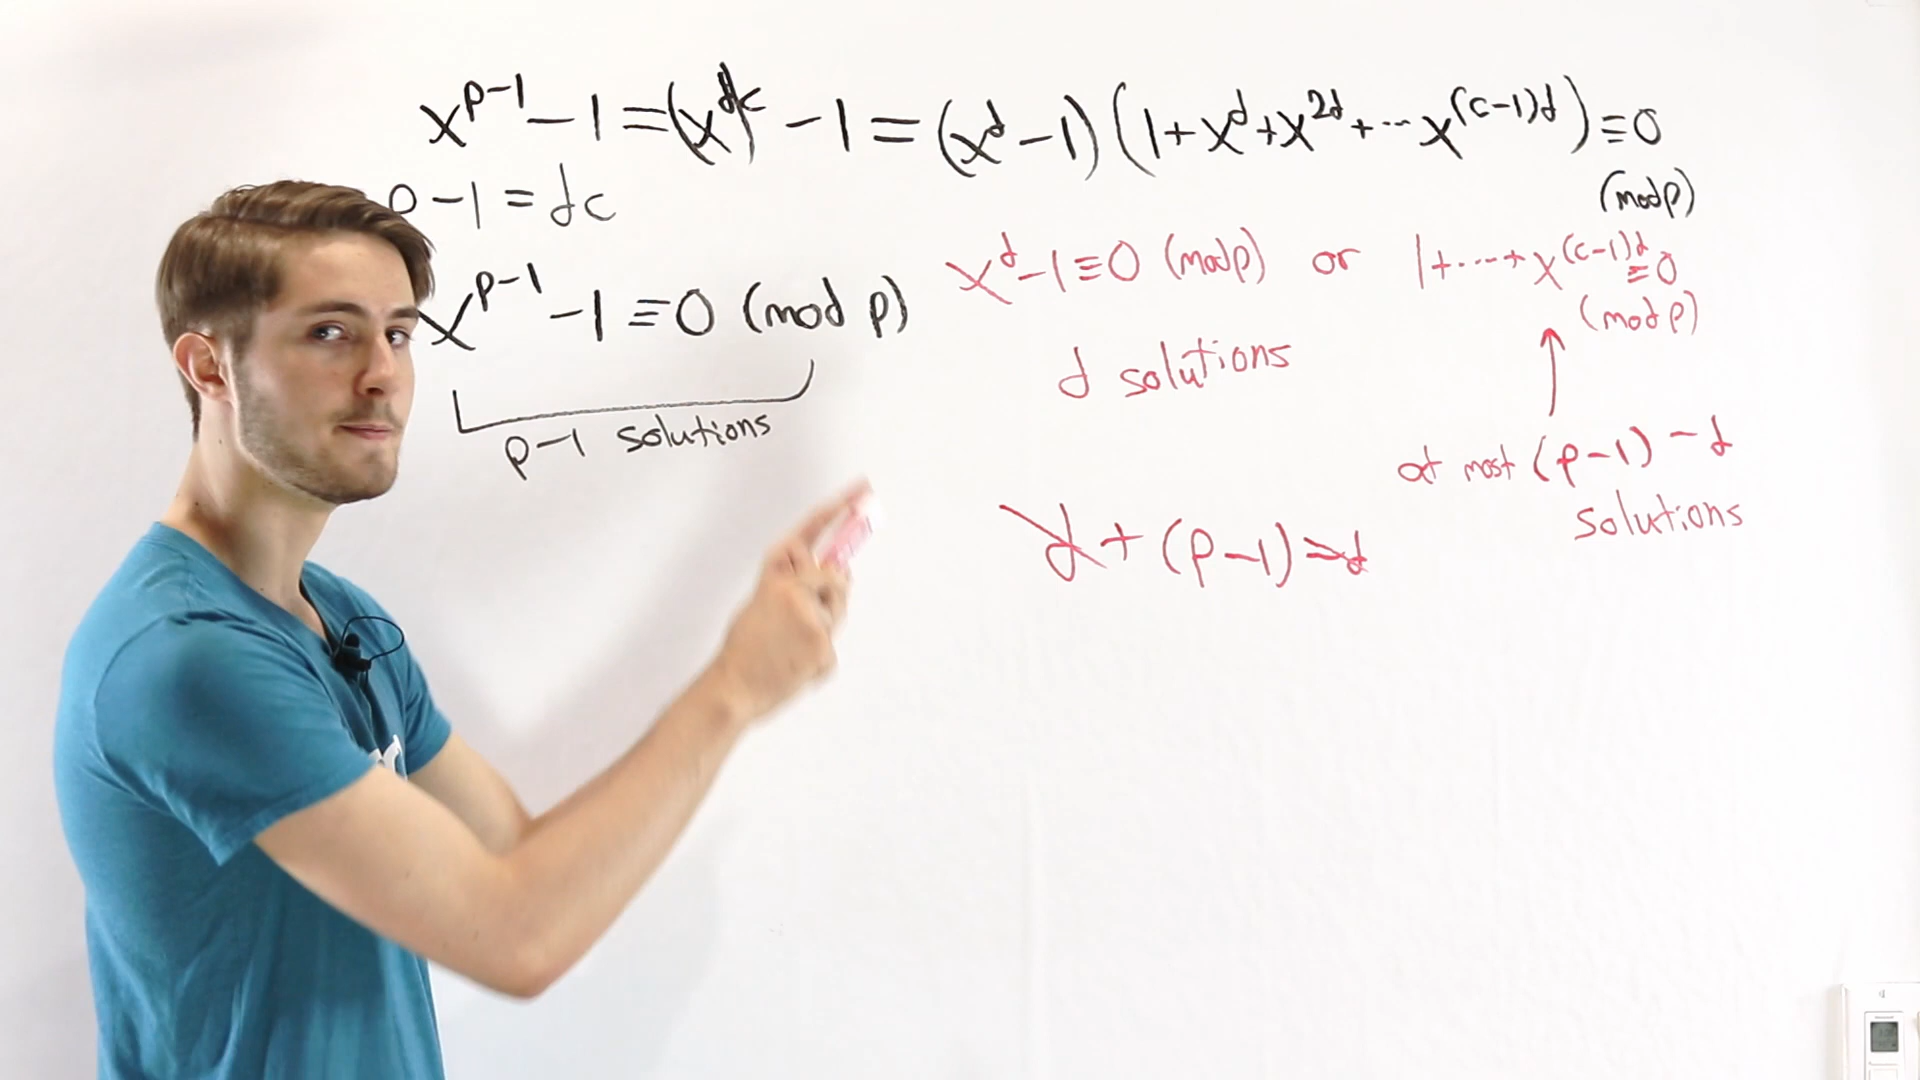 x^{p-1} - 1 = (x^d)^c - 1 = (x^d - 1)(1 + x^d + x^{2d} + ⋯ x^{(c-1)d}) ≡ 0
(mod p)
p - 1 = dc
x^d - 1 ≡ 0 (mod p) or 1 + ⋯ + x^{(c-1)d} ≡ 0
(mod p)
x^{p-1} - 1 ≡ 0 (mod p)
d solutions
p-1 solutions
at most (p-1) - d
solutions
d + (p-1) - d